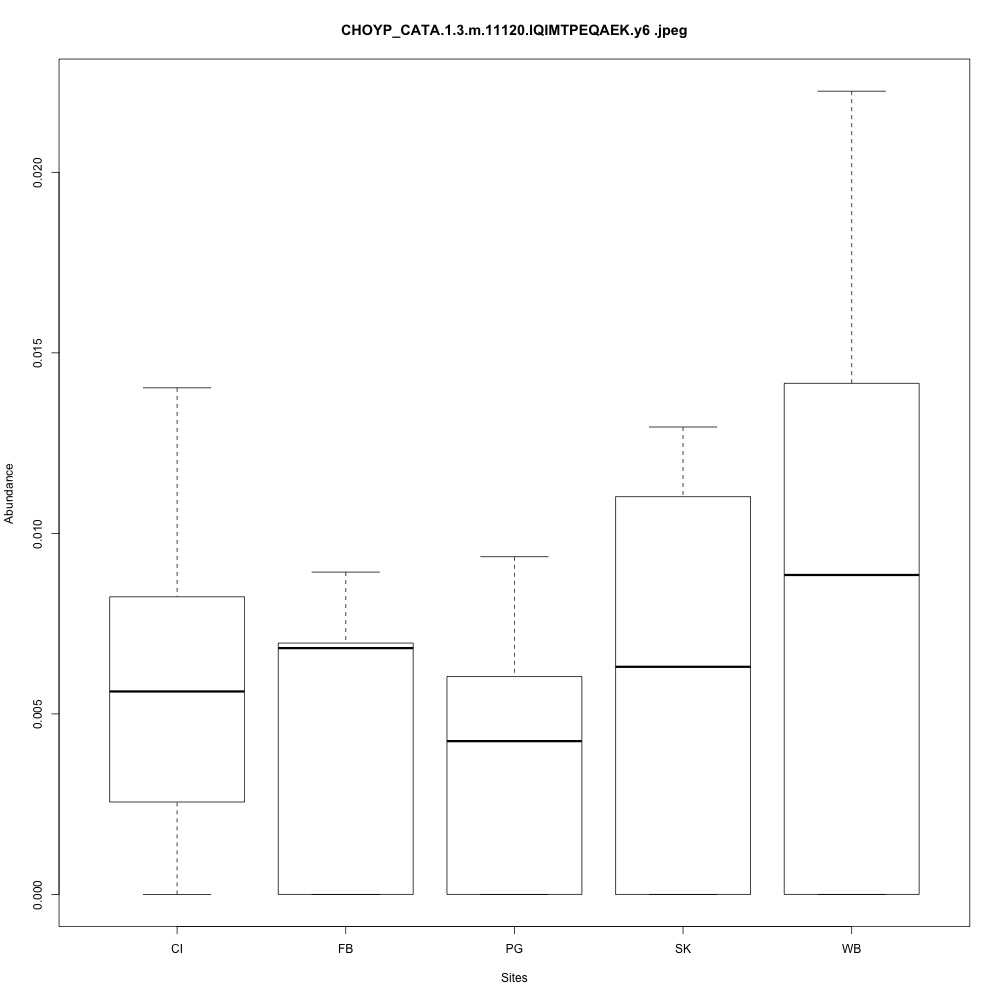 CHOYP_CATA.1.3.m.11120.IQIMTPEQAEK.y6 .jpeg
0.020
0.015
0.010
0.005
0.000
Abundance
CI FB PG SK WB
Sites